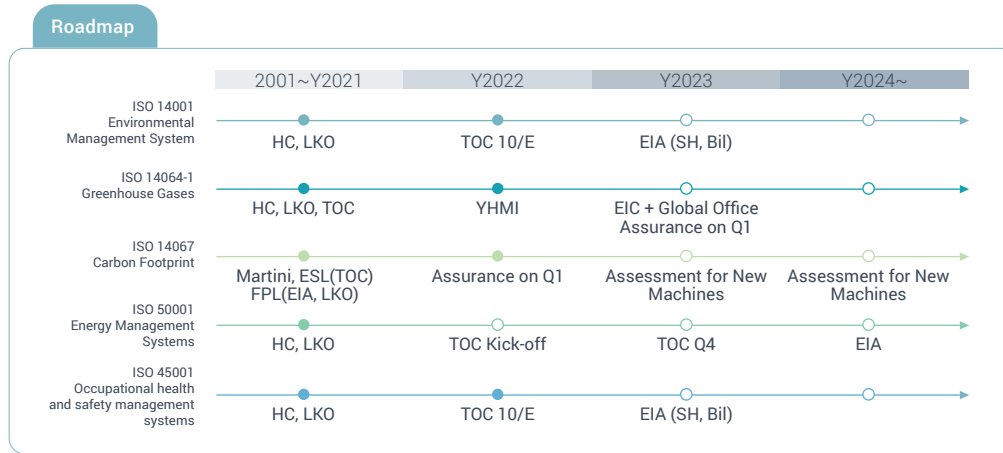 Roadmap
2001~Y2021
Y2022
Y2023
Y2024~
ISO 14001
Environmental
Management System
HC, LKO
TOC 10/E
EIA (SH, Bil)
ISO 14064-1
Greenhouse Gases
HC, LKO, TOC
YHMI
EIC + Global Office
Assurance on Q1
ISO 14067
Carbon Footprint
Martini, ESL(TOC)
FPL(EIA, LKO)
Assurance on Q1
Assessment for New
Machines
Assessment for New
Machines
ISO 50001
Energy Management
Systems
HC, LKO
TOC Kick-off
TOC Q4
EIA
ISO 45001
Occupational health
and safety management
systems
HC, LKO
TOC 10/E
EIA (SH, Bil)